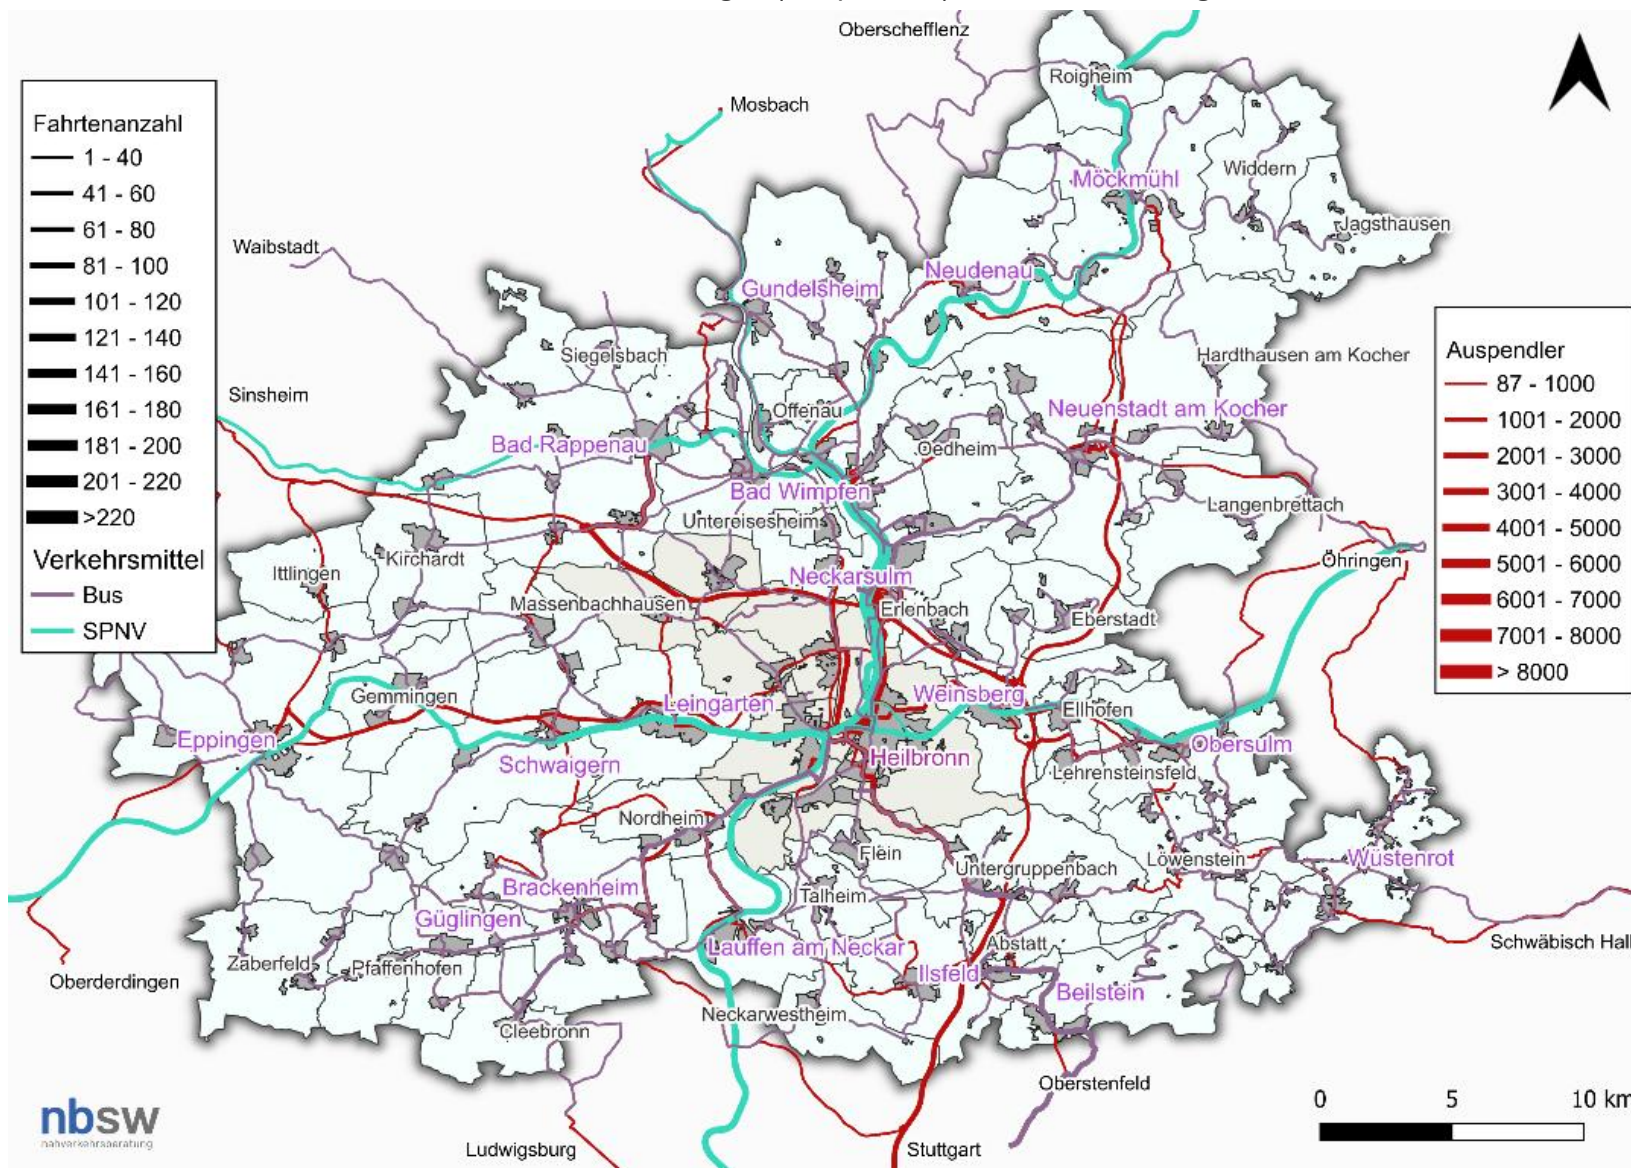 Oberschefflenz
Roigheim
Mosbach
Fahrtenanzahl
1 - 40
41 - 60
61 - 80
81 - 100
101 - 120
121 - 140
141 - 160
161 - 180
181 - 200
201 - 220
>220
Verkehrsmittel
Bus
SPNV
Widdern
Möckmühl
Jagsthausen
Waibstadt
Neudenau
Gundelsheim
Siegelsbach
Hardthausen am Kocher
Auspendler
87 - 1000
1001 - 2000
2001 - 3000
3001 - 4000
4001 - 5000
5001 - 6000
6001 - 7000
7001 - 8000
> 8000
Sinsheim
Offenau
Neuenstadt am Kocher
Bad Rappenau
Oedheim
Bad Wimpfen
Langenbrettach
Untereisesheim
Kirchardt
Öhringen
Ittlingen
Neckarsulm
Massenbachhausen
Erlenbach
Eberstadt
Gemmingen
Leingarten
Weinsberg
Ellhofen
Eppingen
Obersulm
Heilbronn
Schwaigern
Lehrensteinsfeld
Nordheim
Flein
Untergruppenbach
Löwenstein
Wüstenrot
Brackenheim
Talheim
Güglingen
Lauffen am Neckar
Abstatt
Schwäbisch Hall
Zaberfeld
Pfaffenhofen
Ilsfeld
Oberderdingen
Beilstein
Neckarwestheim
Cleebronn
Oberstenfeld
nbsw
nahverkehrsberatung
0 5 10 km
Ludwigsburg
Stuttgart